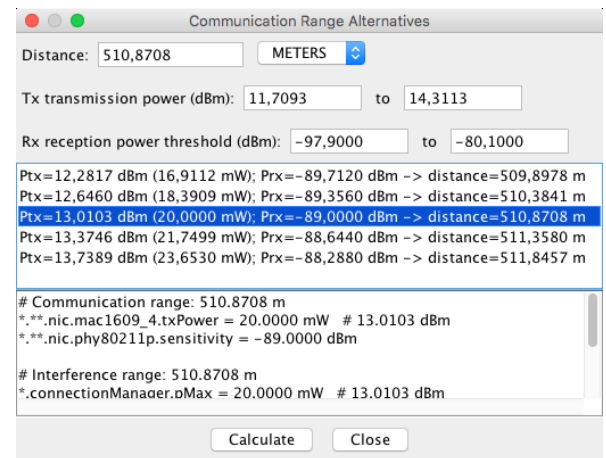 Communication Range Alternatives
Distance: 510,8708 METERS
Tx transmission power (dBm): 11,7093 to 14,3113
Rx reception power threshold (dBm): −97,9000 to −80,1000
Ptx=12,2817 dBm (16,9112 mW); Prx=−89,7120 dBm −> distance=509,8978 m
Ptx=12,6460 dBm (18,3909 mW); Prx=−89,3560 dBm −> distance=510,3841 m
Ptx=13,0103 dBm (20,0000 mW); Prx=−89,0000 dBm −> distance=510,8708 m
Ptx=13,3746 dBm (21,7499 mW); Prx=−88,6440 dBm −> distance=511,3580 m
Ptx=13,7389 dBm (23,6530 mW); Prx=−88,2880 dBm −> distance=511,8457 m
# Communication range: 510.8708 m
*.**.nic.mac1609_4.txPower = 20.0000 mW # 13.0103 dBm
*.**.nic.phy80211p.sensitivity = −89.0000 dBm
# Interference range: 510.8708 m
*.connectionManager.pMax = 20.0000 mW # 13.0103 dBm
Calculate Close